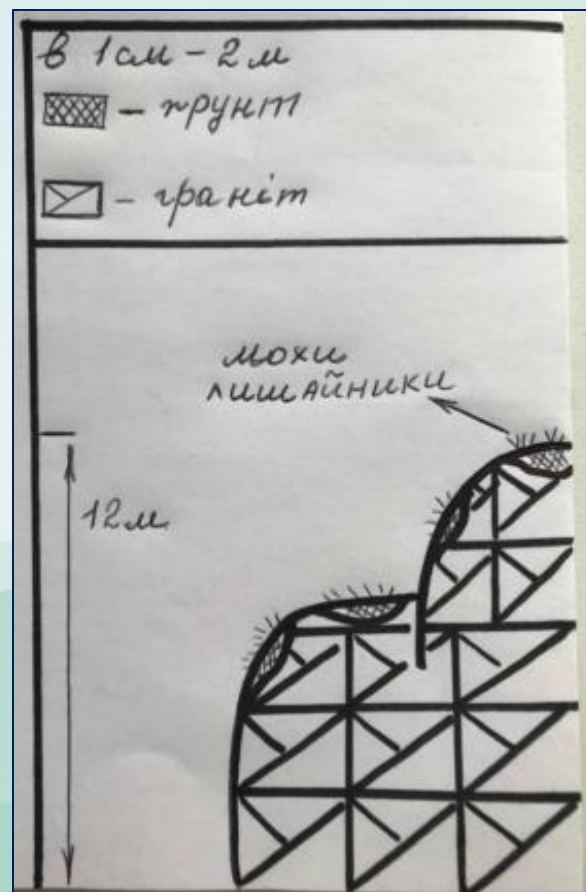 в 1см - 2м
- ґрунт
- граніт
мохи
лишайники
12м